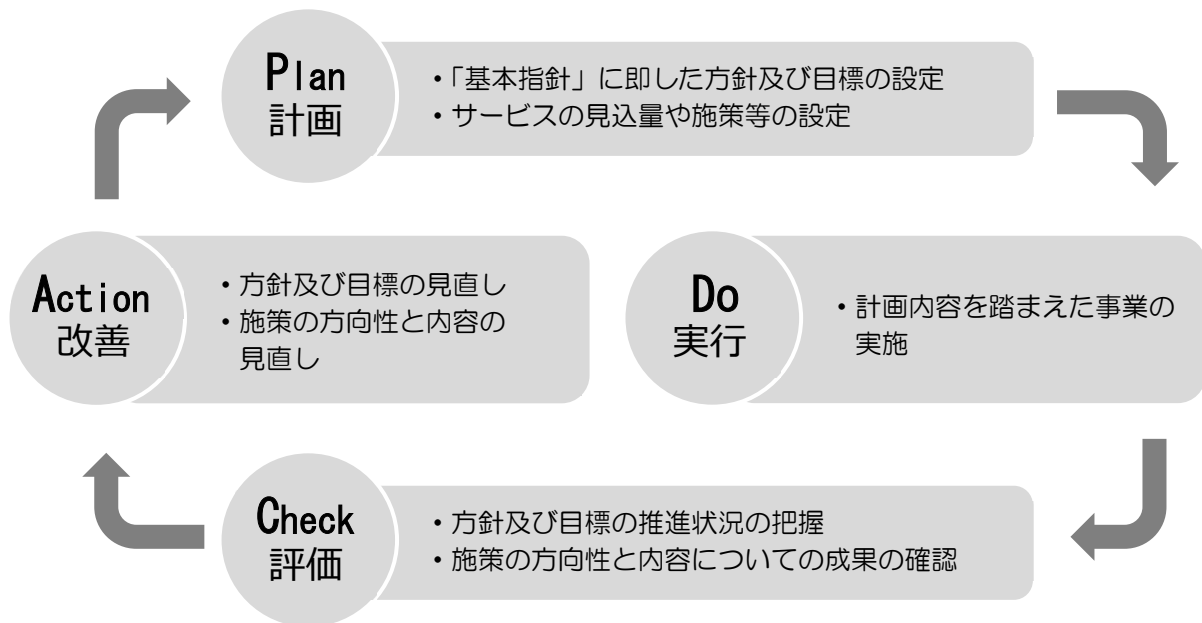 Plan
計画
・「基本指針」に即した方針及び目標の設定
・サービスの見込量や施策等の設定
Do
実行
・計画内容を踏まえた事業の
実施
Check
評価
・方針及び目標の推進状況の把握
・施策の方向性と内容についての成果の確認
Action
改善
・方針及び目標の見直し
・施策の方向性と内容の
見直し